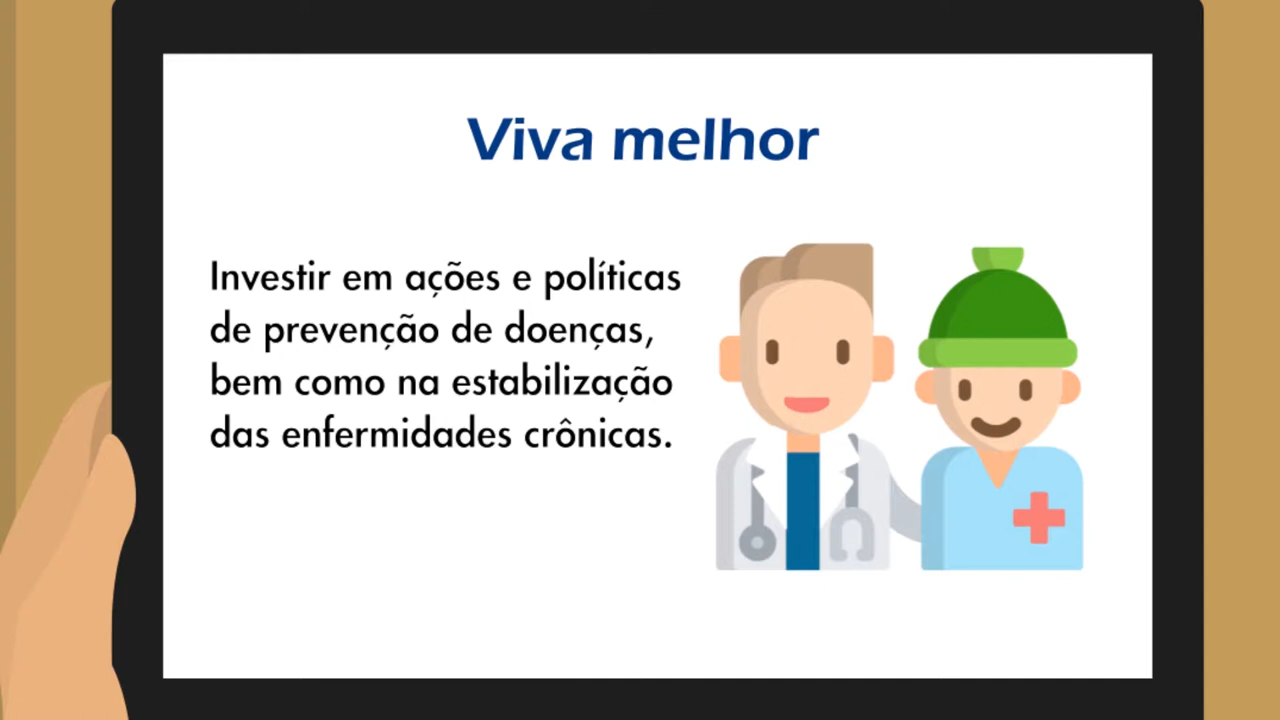 Viva melhor
Investir em ações e políticas
de prevenção de doenças,
bem como na estabilização
das enfermidades crônicas.